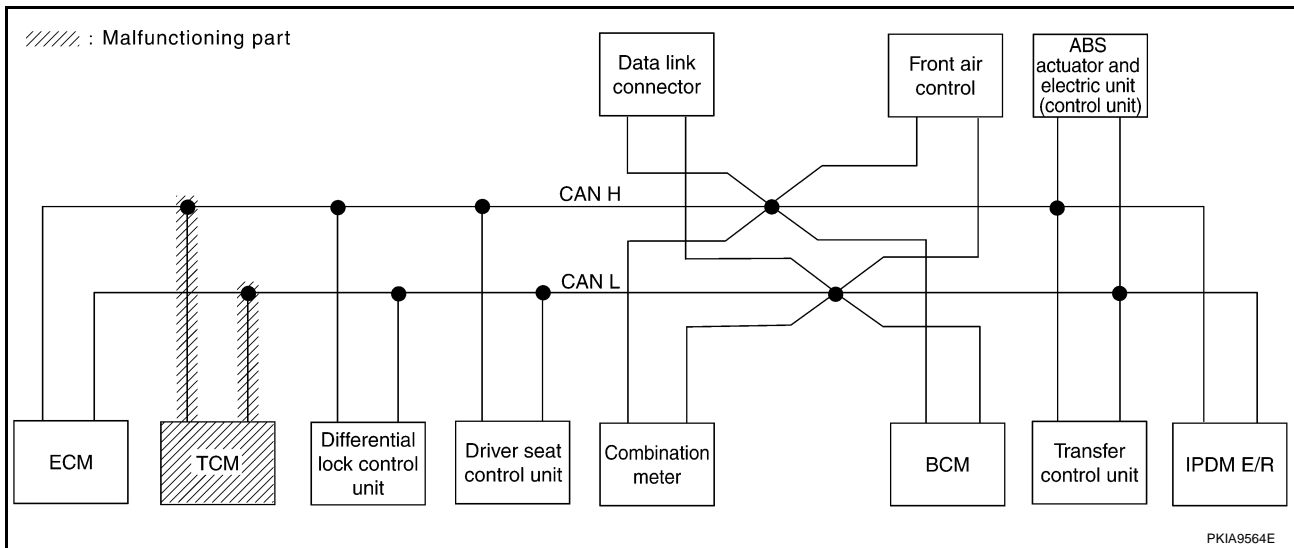 : Malfunctioning part
Data link
connector
Front air
control
ABS
actuator and
electric unit
(control unit)
CAN H
CAN L
ECM
TCM
Differential
lock control
unit
Driver seat
control unit
Combination
meter
BCM
Transfer
control unit
IPDM E/R
PKIA9564E